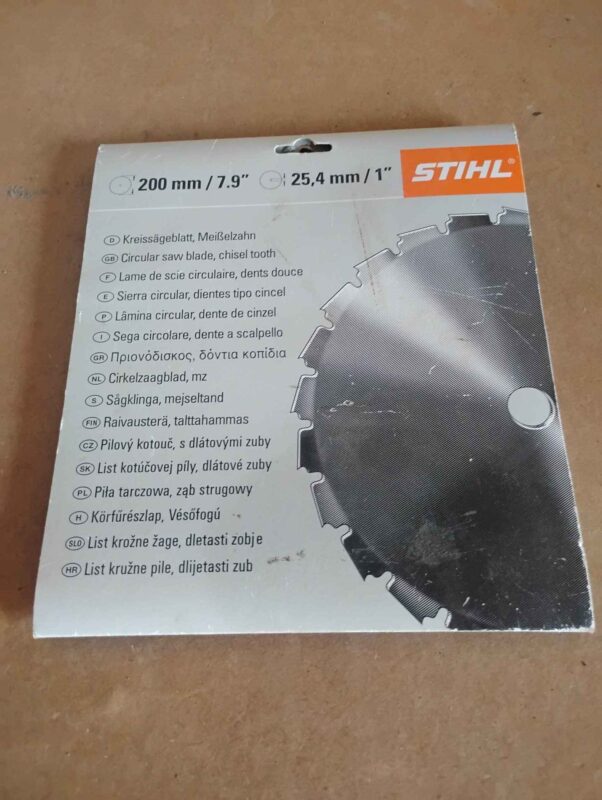 200 mm / 7.9” 25,4 mm / 1” STIHL®
D Kreissägeblatt, Meißelzahn
GB Circular saw blade, chisel tooth
F Lame de scie circulaire, dents douce
E Sierra circular, dientes tipo cincel
P Lâmina circular, dente de cinzel
I Sega circolare, dente a scalpello
GR Πριονόδισκος, δόντια κοπίδια
NL Cirkelzaagblad, mz
S Sågklinga, mejseltand
FIN Raivausterä, talttahammas
CZ Pilový kotouč, s dlátovými zuby
SK List kotúčovej píly, dlátové zuby
PL Piła tarczowa, ząb strugowy
H Körfűrészlap, Vésőfogú
SLO List krožne žage, dletasti zobje
HR List kružne pile, dlijetasti zub